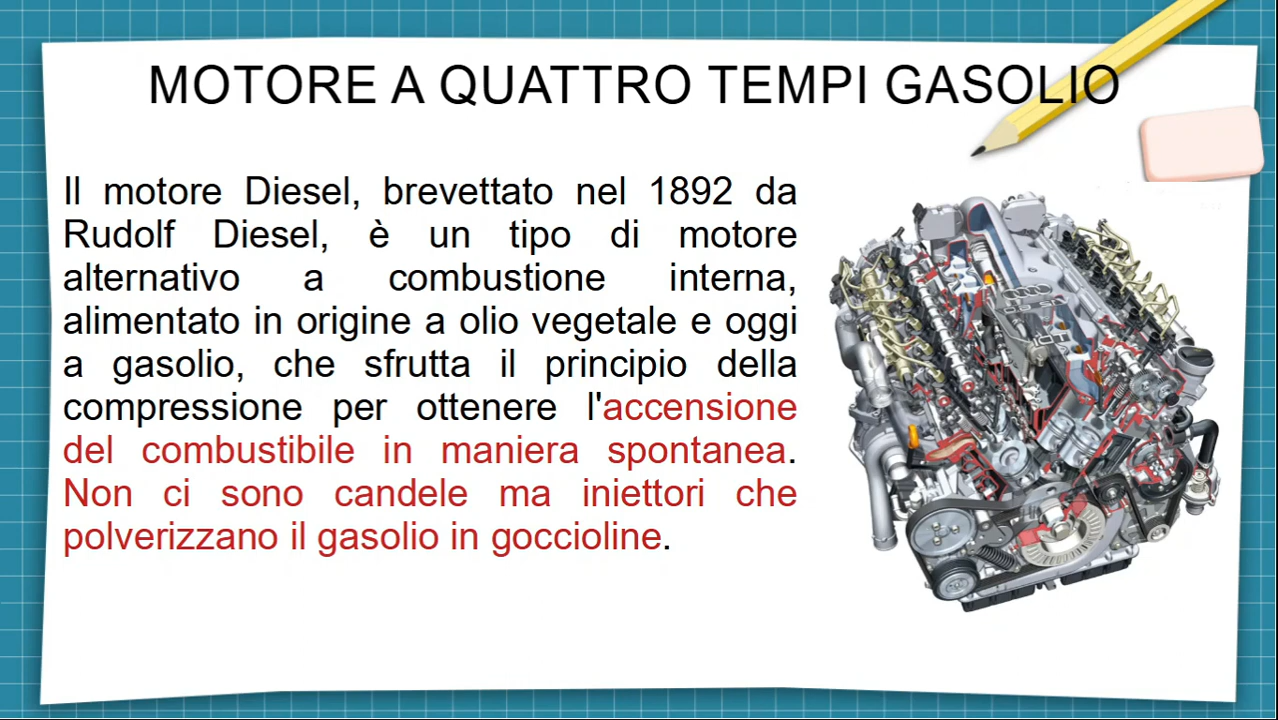 MOTORE A QUATTRO TEMPI GASOLIO
Il motore Diesel, brevettato nel 1892 da
Rudolf Diesel, è un tipo di motore
alternativo a combustione interna,
alimentato in origine a olio vegetale e oggi
a gasolio, che sfrutta il principio della
compressione per ottenere l'accensione
del combustibile in maniera spontanea.
Non ci sono candele ma iniettori che
polverizzano il gasolio in goccioline.